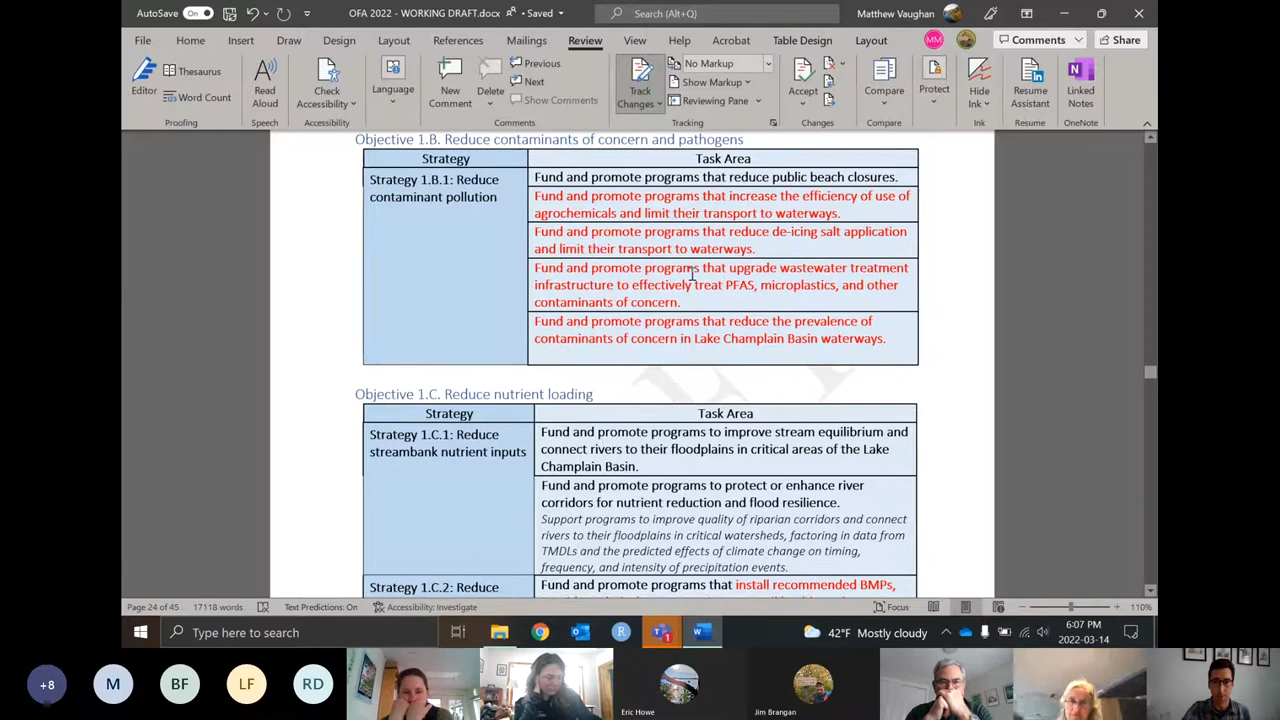 AutoSave On OFA 2022 - WORKING DRAFT.docx Saved Search (Alt+Q) Matthew Vaughan
File Home Insert Draw Design Layout References Mailings Review View Help Acrobat Table Design Layout MM Comments Share
Editor
Thesaurus
Word Count
Read Aloud
Check Accessibility
Language
New Comment
Delete
Previous
Next
Show Comments
Track Changes
No Markup
Show Markup
Reviewing Pane
Accept
Compare
Protect
Hide Ink
Resume Assistant
Linked Notes
Proofing Speech Accessibility Comments Tracking Changes Ink Resume OneNote
Objective 1.B. Reduce contaminants of concern and pathogens
Strategy Task Area
Strategy 1.B.1: Reduce
contaminant pollution
Fund and promote programs that reduce public beach closures.
Fund and promote programs that increase the efficiency of use of
agrochemicals and limit their transport to waterways.
Fund and promote programs that reduce de-icing salt application
and limit their transport to waterways.
Fund and promote programs that upgrade wastewater treatment
infrastructure to effectively treat PFAS, microplastics, and other
contaminants of concern.
Fund and promote programs that reduce the prevalence of
contaminants of concern in Lake Champlain Basin waterways.
Objective 1.C. Reduce nutrient loading
Strategy Task Area
Strategy 1.C.1: Reduce
streambank nutrient inputs
Fund and promote programs to improve stream equilibrium and
connect rivers to their floodplains in critical areas of the Lake
Champlain Basin.
Fund and promote programs to protect or enhance river
corridors for nutrient reduction and flood resilience.
Support programs to improve quality of riparian corridors and connect
rivers to their floodplains in critical watersheds, factoring in data from
TMDLs and the predicted effects of climate change on timing,
frequency, and intensity of precipitation events.
Strategy 1.C.2: Reduce
Fund and promote programs that install recommended BMPs,
Page 24 of 45 17118 words Text Predictions: On Accessibility: Investigate Focus 110%
Type here to search 42°F Mostly cloudy 6:07 PM
2022-03-14
+8 M BF LF RD
Eric Howe Jim Brangan